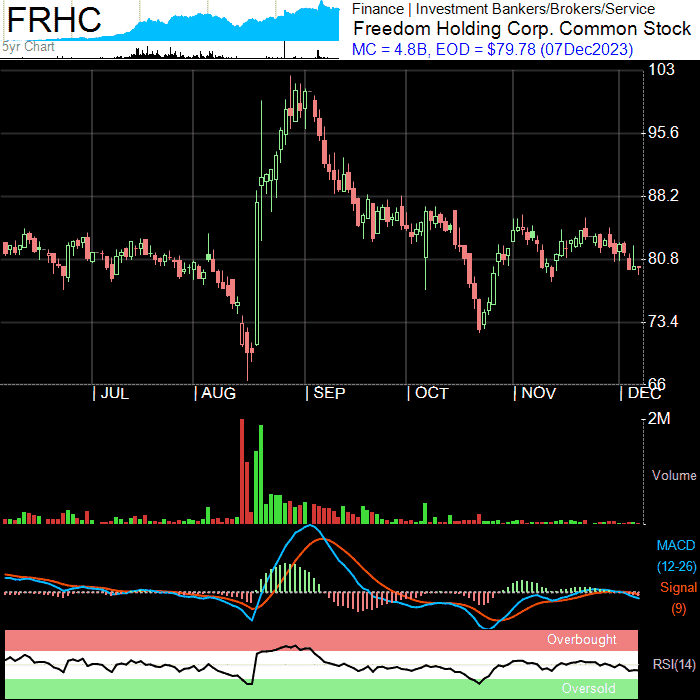 FRHC
5yr Chart
Finance | Investment Bankers/Brokers/Service
Freedom Holding Corp. Common Stock
MC = 4.8B, EOD = $79.78 (07Dec2023)
103
95.6
88.2
80.8
73.4
66
JUL AUG SEP OCT NOV DEC
2M
Volume
MACD
(12-26)
Signal
(9)
Overbought
RSI(14)
Oversold